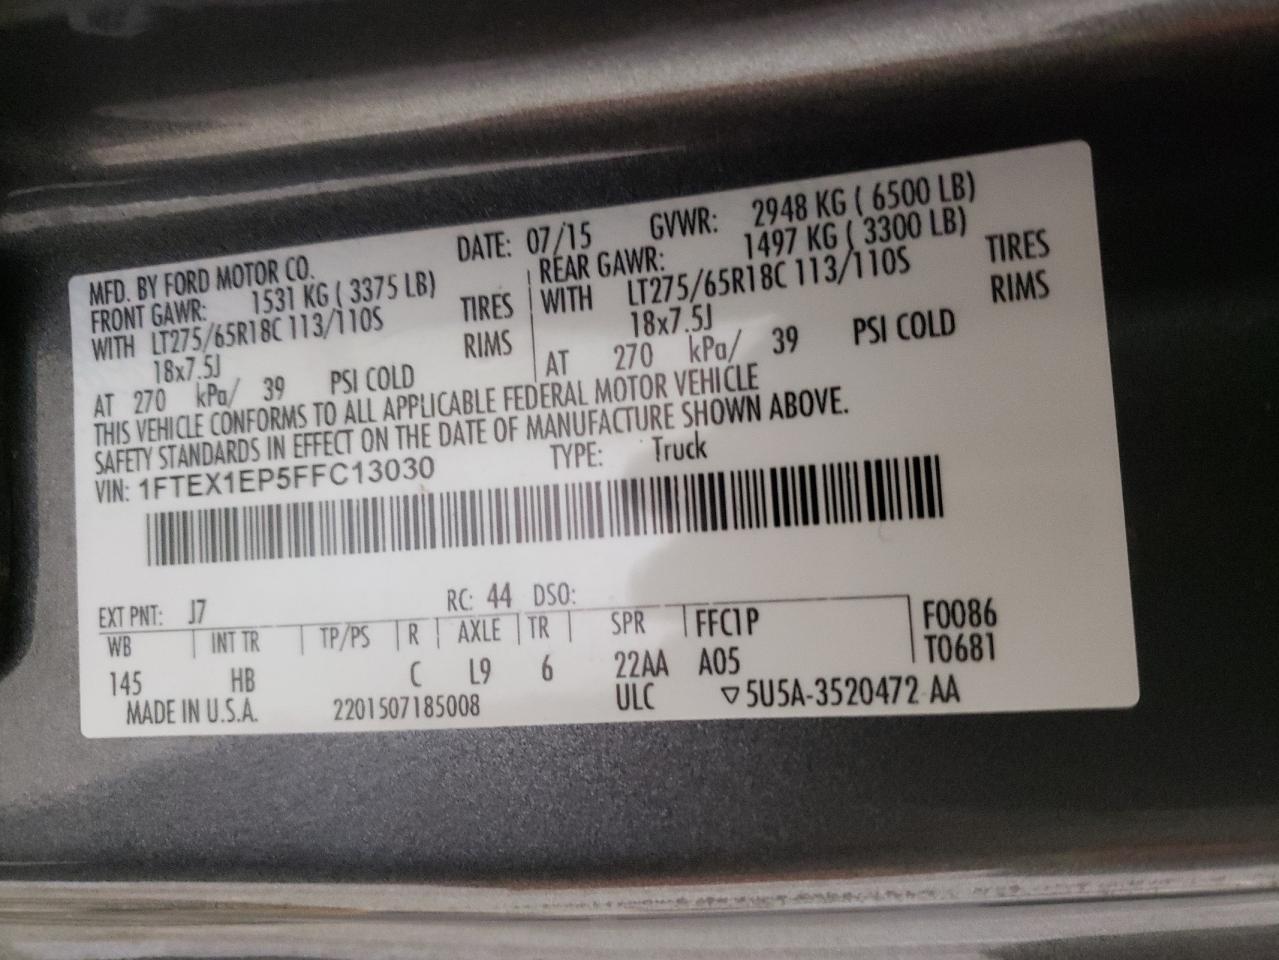 MFD. BY FORD MOTOR CO. DATE: 07/15 GVWR: 2948 KG ( 6500 LB)
FRONT GAWR: 1531 KG ( 3375 LB) REAR GAWR: 1497 KG ( 3300 LB)
WITH LT275/65R18C 113/110S TIRES WITH LT275/65R18C 113/110S TIRES
18x7.5J RIMS 18x7.5J RIMS
AT 270 kPa/ 39 PSI COLD AT 270 kPa/ 39 PSI COLD
THIS VEHICLE CONFORMS TO ALL APPLICABLE FEDERAL MOTOR VEHICLE
SAFETY STANDARDS IN EFFECT ON THE DATE OF MANUFACTURE SHOWN ABOVE.
VIN: 1FTEX1EP5FFC13030 TYPE: Truck
EXT PNT: J7 RC: 44 DSO:
WB INT TR TP/PS R AXLE TR SPR FFC1P F0086
145 HB C L9 6 22AA A05 T0681
MADE IN U.S.A. 2201507185008 ULC ▽5U5A-3520472 AA